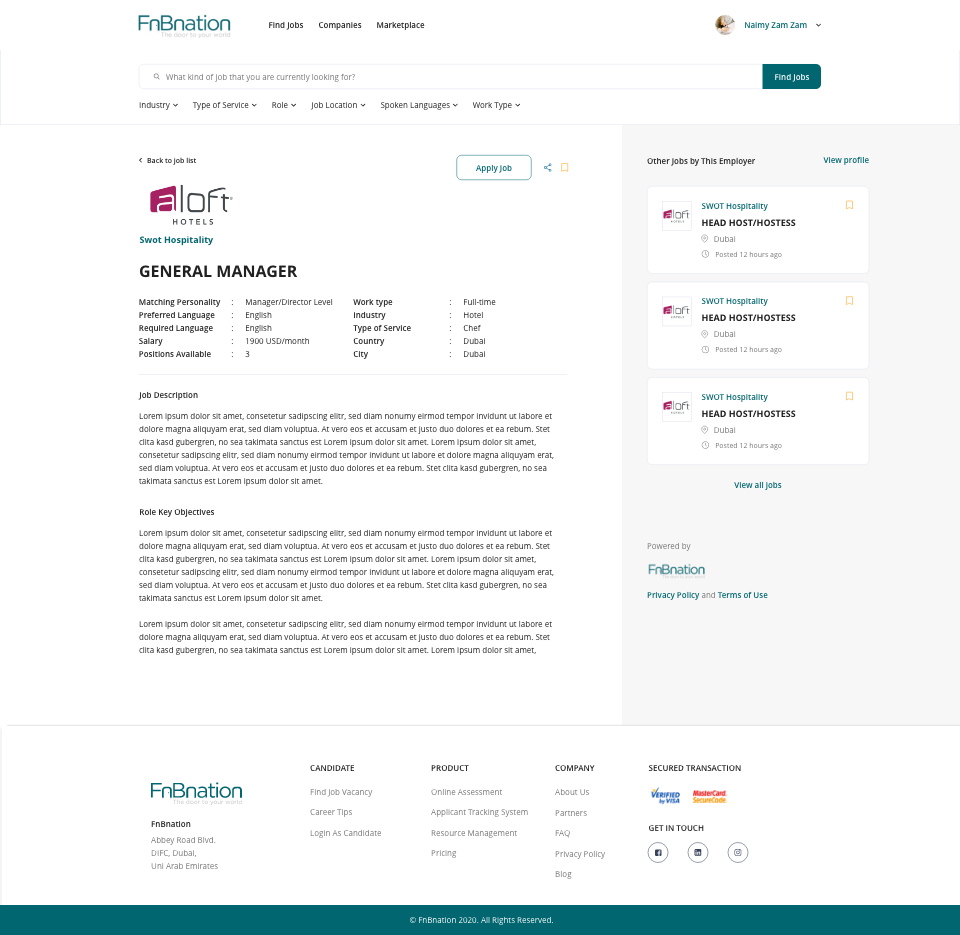 FnBnation
The door to your world
Find Jobs
Companies
Marketplace
Naimy Zam Zam
What kind of job that you are currently looking for?
Find Jobs
Industry
Type of Service
Role
Job Location
Spoken Languages
Work Type
Back to job list
Apply Job
aloft
HOTELS
Swot Hospitality
GENERAL MANAGER
Matching Personality : Manager/Director Level
Preferred Language : English
Required Language : English
Salary : 1900 USD/month
Positions Available : 3
Work type : Full-time
Industry : Hotel
Type of Service : Chef
Country : Dubai
City : Dubai
Job Description
Lorem ipsum dolor sit amet, consetetur sadipscing elitr, sed diam nonumy eirmod tempor invidunt ut labore et
dolore magna aliquyam erat, sed diam voluptua. At vero eos et accusam et justo duo dolores et ea rebum. Stet
clita kasd gubergren, no sea takimata sanctus est Lorem ipsum dolor sit amet. Lorem ipsum dolor sit amet,
consetetur sadipscing elitr, sed diam nonumy eirmod tempor invidunt ut labore et dolore magna aliquyam erat,
sed diam voluptua. At vero eos et accusam et justo duo dolores et ea rebum. Stet clita kasd gubergren, no sea
takimata sanctus est Lorem ipsum dolor sit amet.
Role Key Objectives
Lorem ipsum dolor sit amet, consetetur sadipscing elitr, sed diam nonumy eirmod tempor invidunt ut labore et
dolore magna aliquyam erat, sed diam voluptua. At vero eos et accusam et justo duo dolores et ea rebum. Stet
clita kasd gubergren, no sea takimata sanctus est Lorem ipsum dolor sit amet. Lorem ipsum dolor sit amet,
consetetur sadipscing elitr, sed diam nonumy eirmod tempor invidunt ut labore et dolore magna aliquyam erat,
sed diam voluptua. At vero eos et accusam et justo duo dolores et ea rebum. Stet clita kasd gubergren, no sea
takimata sanctus est Lorem ipsum dolor sit amet.
Lorem ipsum dolor sit amet, consetetur sadipscing elitr, sed diam nonumy eirmod tempor invidunt ut labore et
dolore magna aliquyam erat, sed diam voluptua. At vero eos et accusam et justo duo dolores et ea rebum. Stet
clita kasd gubergren, no sea takimata sanctus est Lorem ipsum dolor sit amet. Lorem ipsum dolor sit amet,
Other jobs by This Employer
View profile
aloft
HOTELS
SWOT Hospitality
HEAD HOST/HOSTESS
Dubai
Posted 12 hours ago
aloft
HOTELS
SWOT Hospitality
HEAD HOST/HOSTESS
Dubai
Posted 12 hours ago
aloft
HOTELS
SWOT Hospitality
HEAD HOST/HOSTESS
Dubai
Posted 12 hours ago
View all jobs
Powered by
FnBnation
The door to your world
Privacy Policy and Terms of Use
FnBnation
The door to your world
FnBnation
Abbey Road Blvd.
DIFC, Dubai,
Uni Arab Emirates
CANDIDATE
Find Job Vacancy
Career Tips
Login As Candidate
PRODUCT
Online Assessment
Applicant Tracking System
Resource Management
Pricing
COMPANY
About Us
Partners
FAQ
Privacy Policy
Blog
SECURED TRANSACTION
VERIFIED
by VISA
MasterCard.
SecureCode
GET IN TOUCH
© FnBnation 2020. All Rights Reserved.